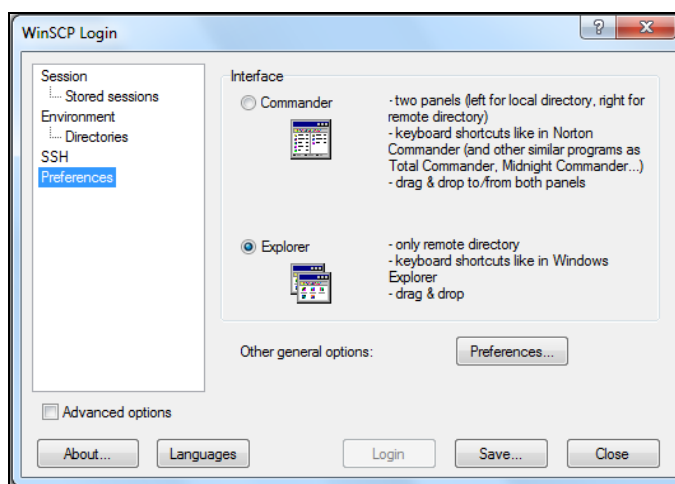 WinSCP Login
Session
Stored sessions
Environment
Directories
SSH
Preferences
Interface
Commander
- two panels (left for local directory, right for
remote directory)
- keyboard shortcuts like in Norton
Commander (and other similar programs as
Total Commander, Midnight Commander...)
- drag & drop to/from both panels
Explorer
- only remote directory
- keyboard shortcuts like in Windows
Explorer
- drag & drop
Other general options:
Preferences...
Advanced options
About...
Languages
Login
Save...
Close